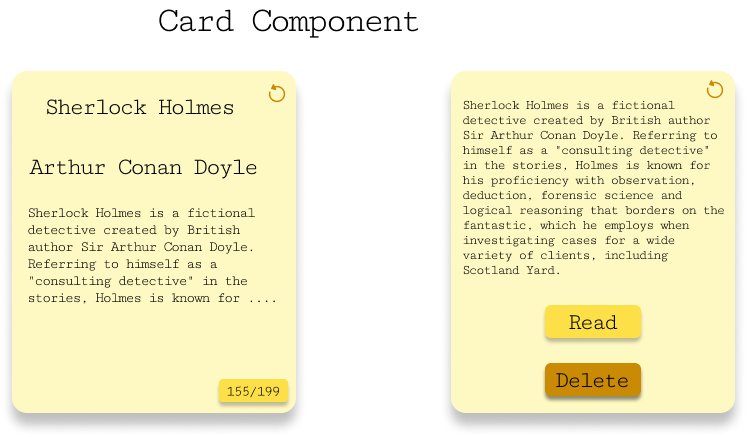 Card Component
Sherlock Holmes
Arthur Conan Doyle
Sherlock Holmes is a fictional
detective created by British
author Sir Arthur Conan Doyle.
Referring to himself as a
"consulting detective" in the
stories, Holmes is known for ....
155/199
Sherlock Holmes is a fictional
detective created by British author
Sir Arthur Conan Doyle. Referring to
himself as a "consulting detective"
in the stories, Holmes is known for
his proficiency with observation,
deduction, forensic science and
logical reasoning that borders on the
fantastic, which he employs when
investigating cases for a wide
variety of clients, including
Scotland Yard.
Read
Delete